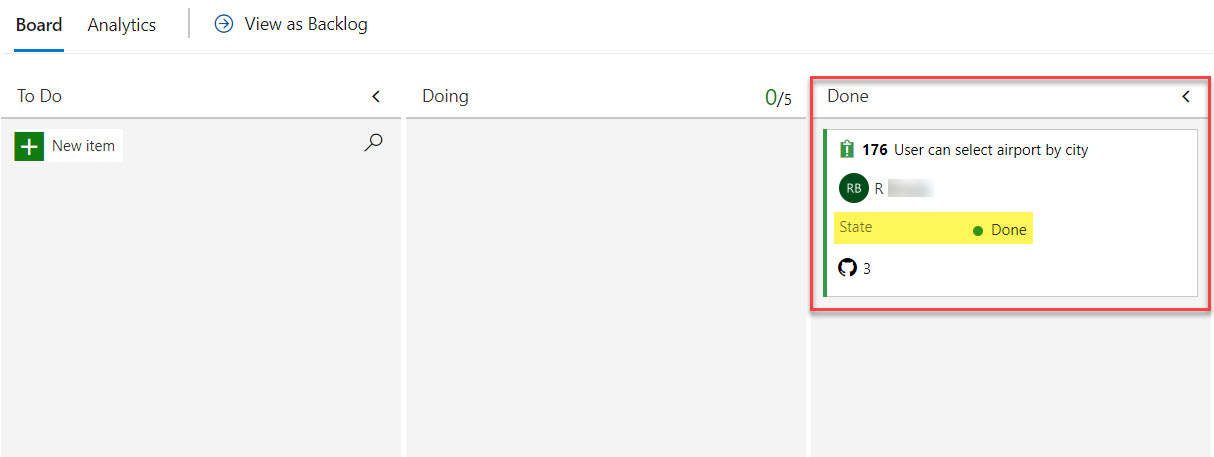 Board Analytics View as Backlog
To Do
New item
Doing 0/5
Done
176 User can select airport by city
RB R
State Done
3